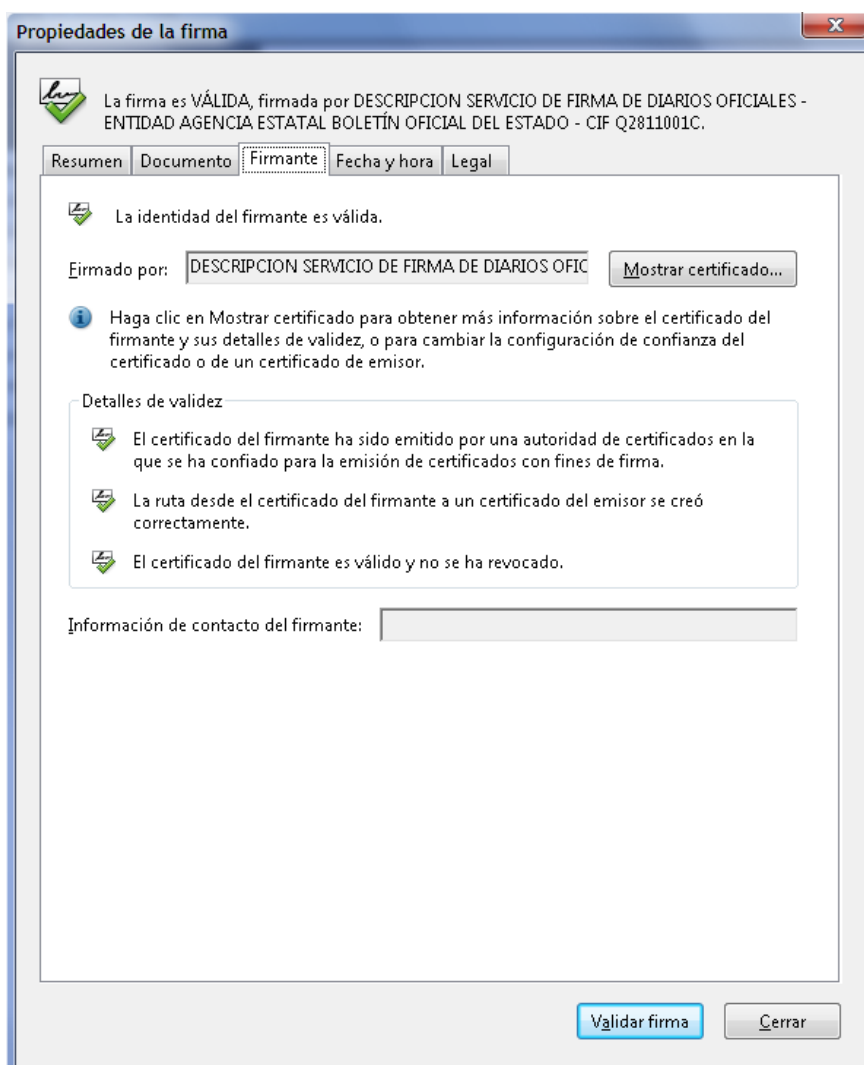 Propiedades de la firma
La firma es VÁLIDA, firmada por DESCRIPCION SERVICIO DE FIRMA DE DIARIOS OFICIALES -
ENTIDAD AGENCIA ESTATAL BOLETÍN OFICIAL DEL ESTADO - CIF Q2811001C.
Resumen Documento Firmante Fecha y hora Legal
La identidad del firmante es válida.
Firmado por: DESCRIPCION SERVICIO DE FIRMA DE DIARIOS OFIC Mostrar certificado...
Haga clic en Mostrar certificado para obtener más información sobre el certificado del
firmante y sus detalles de validez, o para cambiar la configuración de confianza del
certificado o de un certificado de emisor.
Detalles de validez
El certificado del firmante ha sido emitido por una autoridad de certificados en la
que se ha confiado para la emisión de certificados con fines de firma.
La ruta desde el certificado del firmante a un certificado del emisor se creó
correctamente.
El certificado del firmante es válido y no se ha revocado.
Información de contacto del firmante:
Validar firma Cerrar